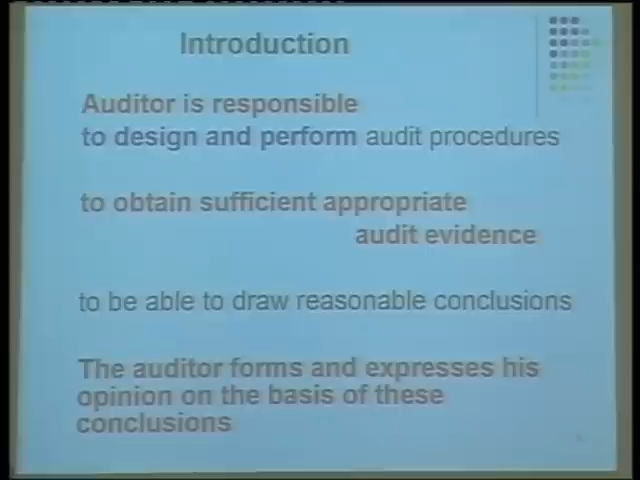 Introduction
Auditor is responsible
to design and perform audit procedures
to obtain sufficient appropriate
audit evidence
to be able to draw reasonable conclusions
The auditor forms and expresses his
opinion on the basis of these
conclusions